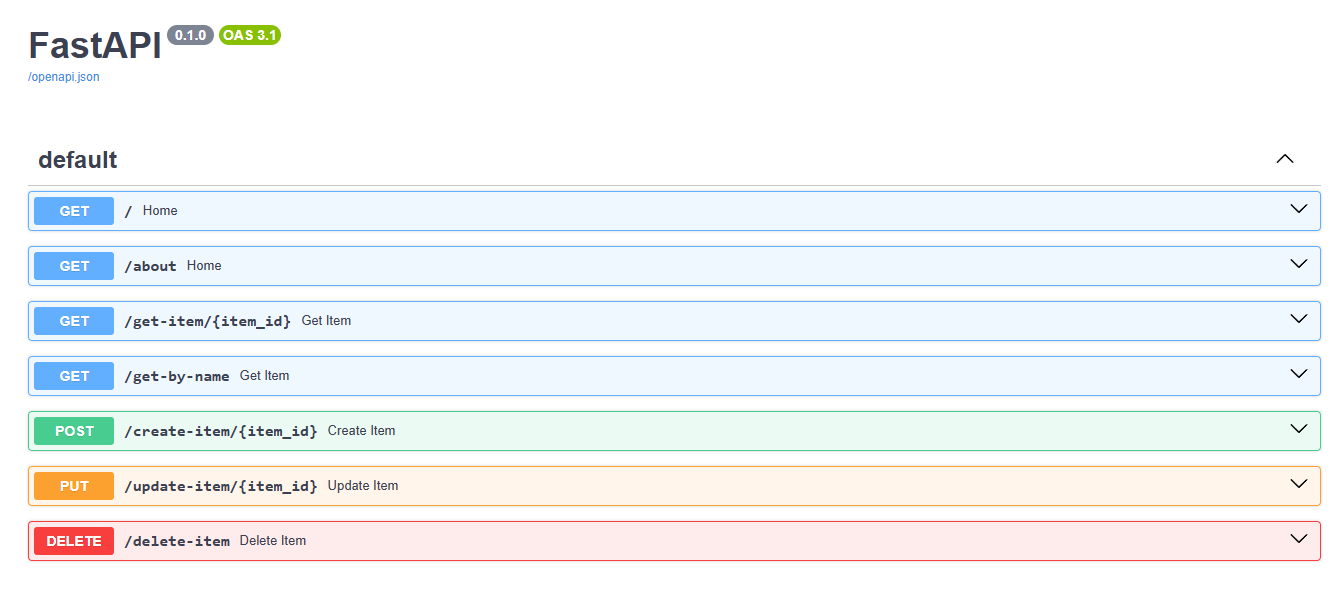 FastAPI 0.1.0 OAS 3.1
/openapi.json
default
GET / Home
GET /about Home
GET /get-item/{item_id} Get Item
GET /get-by-name Get Item
POST /create-item/{item_id} Create Item
PUT /update-item/{item_id} Update Item
DELETE /delete-item Delete Item